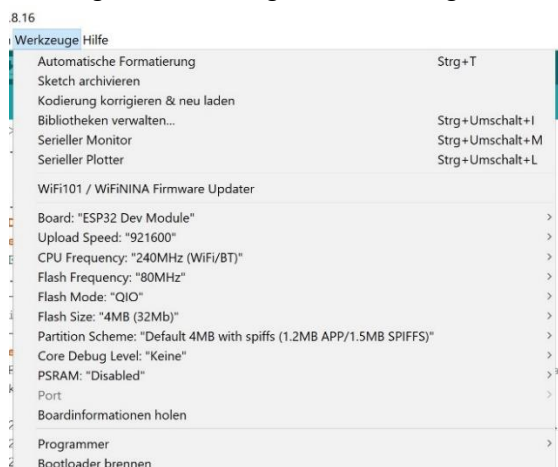 .8.16
Werkzeuge Hilfe
Automatische Formatierung Strg+T
Sketch archivieren
Kodierung korrigieren & neu laden
Bibliotheken verwalten... Strg+Umschalt+I
Serieller Monitor Strg+Umschalt+M
Serieller Plotter Strg+Umschalt+L
WiFi101 / WiFiNINA Firmware Updater
Board: "ESP32 Dev Module"
Upload Speed: "921600"
CPU Frequency: "240MHz (WiFi/BT)"
Flash Frequency: "80MHz"
Flash Mode: "QIO"
Flash Size: "4MB (32Mb)"
Partition Scheme: "Default 4MB with spiffs (1.2MB APP/1.5MB SPIFFS)"
Core Debug Level: "Keine"
PSRAM: "Disabled"
Port
Boardinformationen holen
Programmer
Bootloader brennen